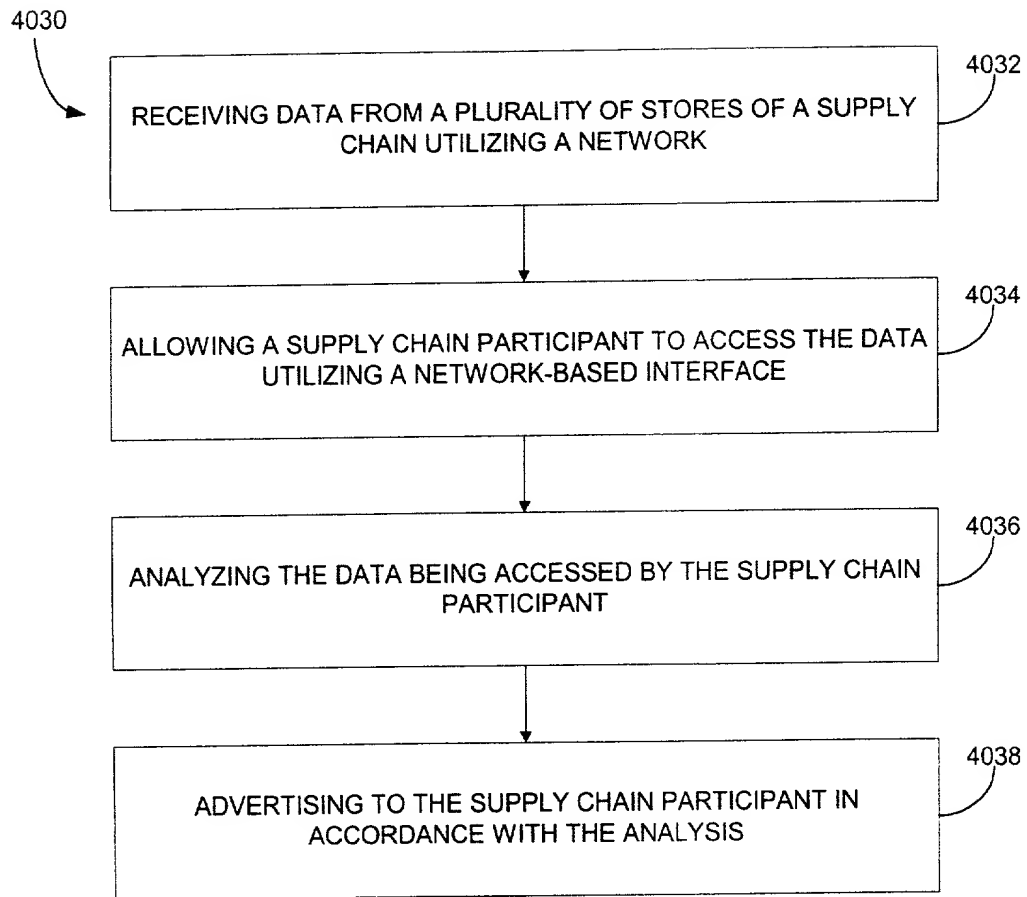 4030
4032
RECEIVING DATA FROM A PLURALITY OF STORES OF A SUPPLY
CHAIN UTILIZING A NETWORK
4034
ALLOWING A SUPPLY CHAIN PARTICIPANT TO ACCESS THE DATA
UTILIZING A NETWORK-BASED INTERFACE
4036
ANALYZING THE DATA BEING ACCESSED BY THE SUPPLY CHAIN
PARTICIPANT
4038
ADVERTISING TO THE SUPPLY CHAIN PARTICIPANT IN
ACCORDANCE WITH THE ANALYSIS